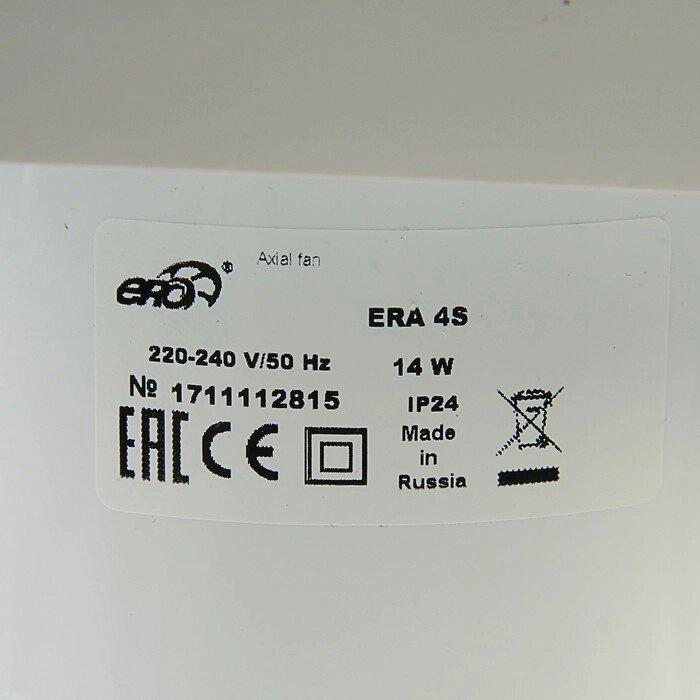 era® Axial fan
ERA 4S
220-240 V/50 Hz 14 W
№ 1711112815 IP24
EAC CE Made
in
Russia